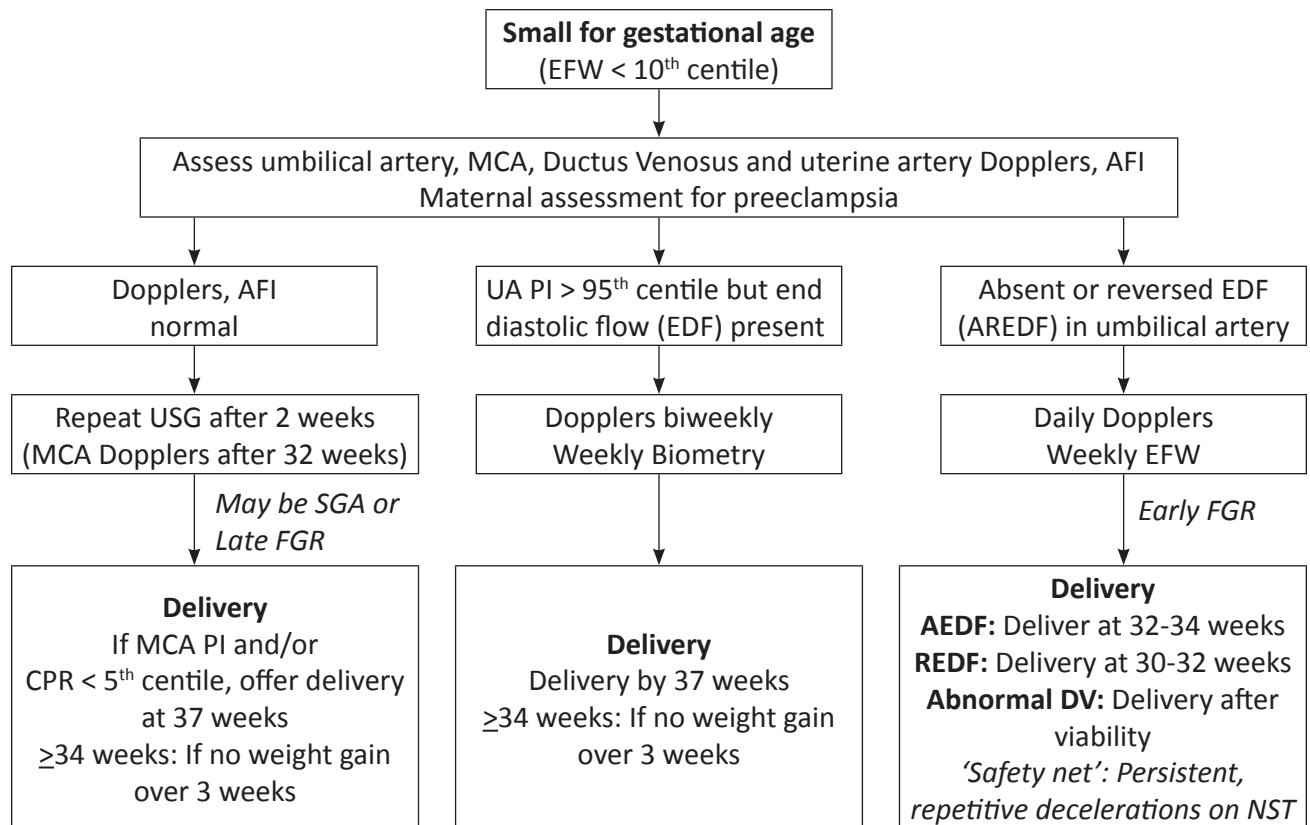 Small for gestational age
(EFW < 10th centile)
Assess umbilical artery, MCA, Ductus Venosus and uterine artery Dopplers, AFI
Maternal assessment for preeclampsia
Dopplers, AFI
normal
UA PI > 95th centile but end
diastolic flow (EDF) present
Absent or reversed EDF
(AREDF) in umbilical artery
Repeat USG after 2 weeks
(MCA Dopplers after 32 weeks)
Dopplers biweekly
Weekly Biometry
Daily Dopplers
Weekly EFW
May be SGA or
Late FGR
Early FGR
Delivery
If MCA PI and/or
CPR < 5th centile, offer delivery
at 37 weeks
≥34 weeks: If no weight gain
over 3 weeks
Delivery
Delivery by 37 weeks
≥34 weeks: If no weight gain
over 3 weeks
Delivery
AEDF: Deliver at 32-34 weeks
REDF: Delivery at 30-32 weeks
Abnormal DV: Delivery after
viability
‘Safety net’: Persistent,
repetitive decelerations on NST